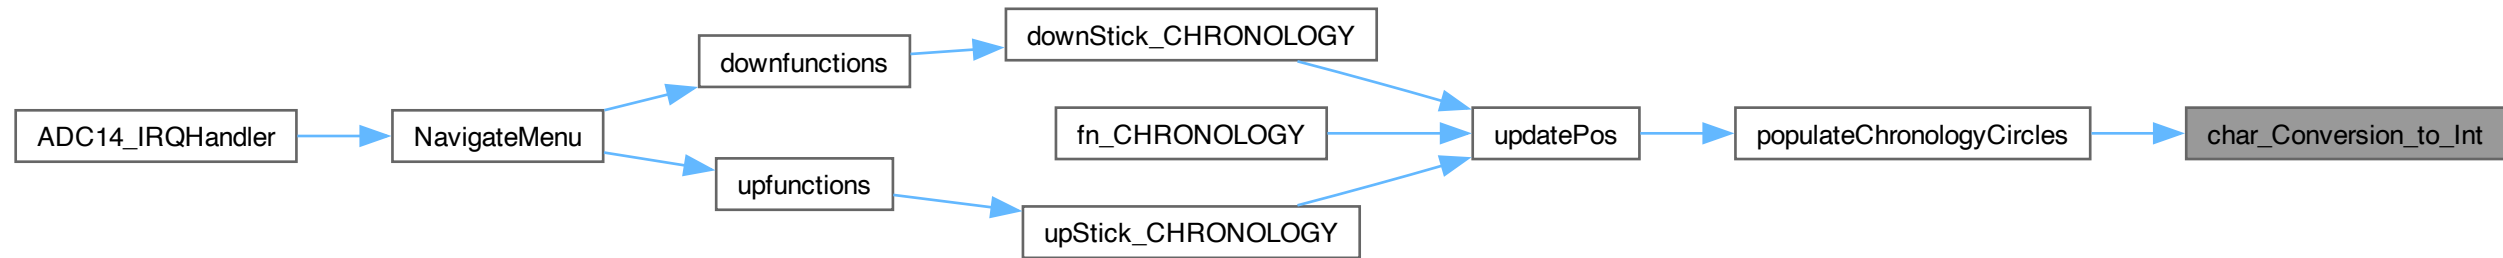 ADC14_IRQHandler
NavigateMenu
downfunctions
upfunctions
downStick_CHRONOLOGY
fn_CHRONOLOGY
upStick_CHRONOLOGY
updatePos
populateChronologyCircles
char_Conversion_to_Int